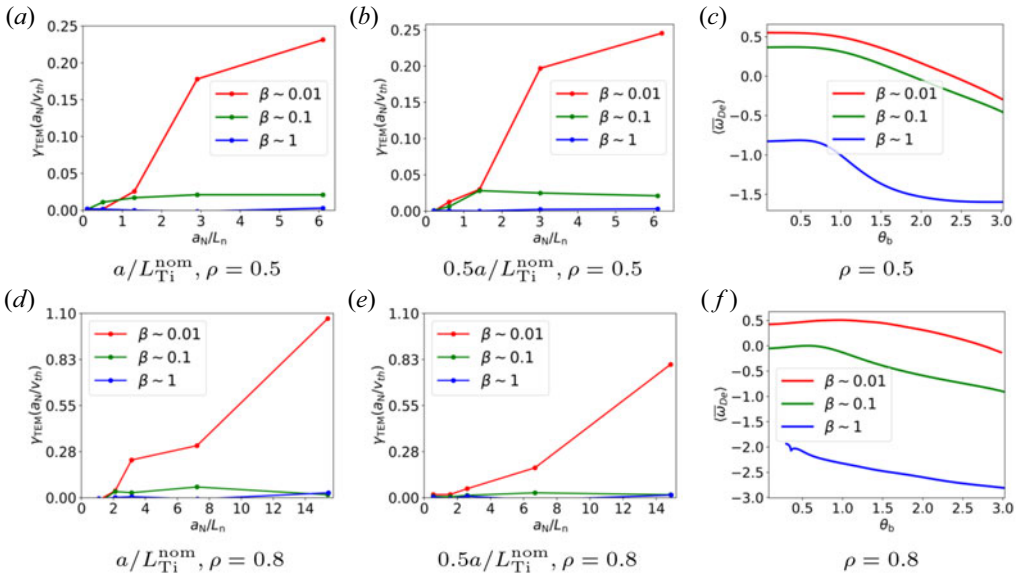 (a)
0.25
0.20
0.15
0.10
0.05
0.00
γTEM(aN/vth)
β ~ 0.01
β ~ 0.1
β ~ 1
0 1 2 3 4 5 6
aN/Ln
a/L_Ti^nom, ρ = 0.5
(b)
0.25
0.20
0.15
0.10
0.05
0.00
γTEM(aN/vth)
β ~ 0.01
β ~ 0.1
β ~ 1
0 1 2 3 4 5 6
aN/Ln
0.5a/L_Ti^nom, ρ = 0.5
(c)
0.5
0.0
−0.5
−1.0
−1.5
⟨ω̅De⟩
β ~ 0.01
β ~ 0.1
β ~ 1
0.5 1.0 1.5 2.0 2.5 3.0
θb
ρ = 0.5
(d)
1.10
0.83
0.55
0.28
0.00
γTEM(aN/vth)
β ~ 0.01
β ~ 0.1
β ~ 1
0 2 4 6 8 10 12 14
aN/Ln
a/L_Ti^nom, ρ = 0.8
(e)
1.10
0.83
0.55
0.28
0.00
γTEM(aN/vth)
β ~ 0.01
β ~ 0.1
β ~ 1
0 2 4 6 8 10 12 14
aN/Ln
0.5a/L_Ti^nom, ρ = 0.8
(f)
0.50
0.0
−0.5
−1.0
−1.5
−2.0
−2.5
−3.0
⟨ω̅De⟩
β ~ 0.01
β ~ 0.1
β ~ 1
0.5 1.0 1.5 2.0 2.5 3.0
θb
ρ = 0.8